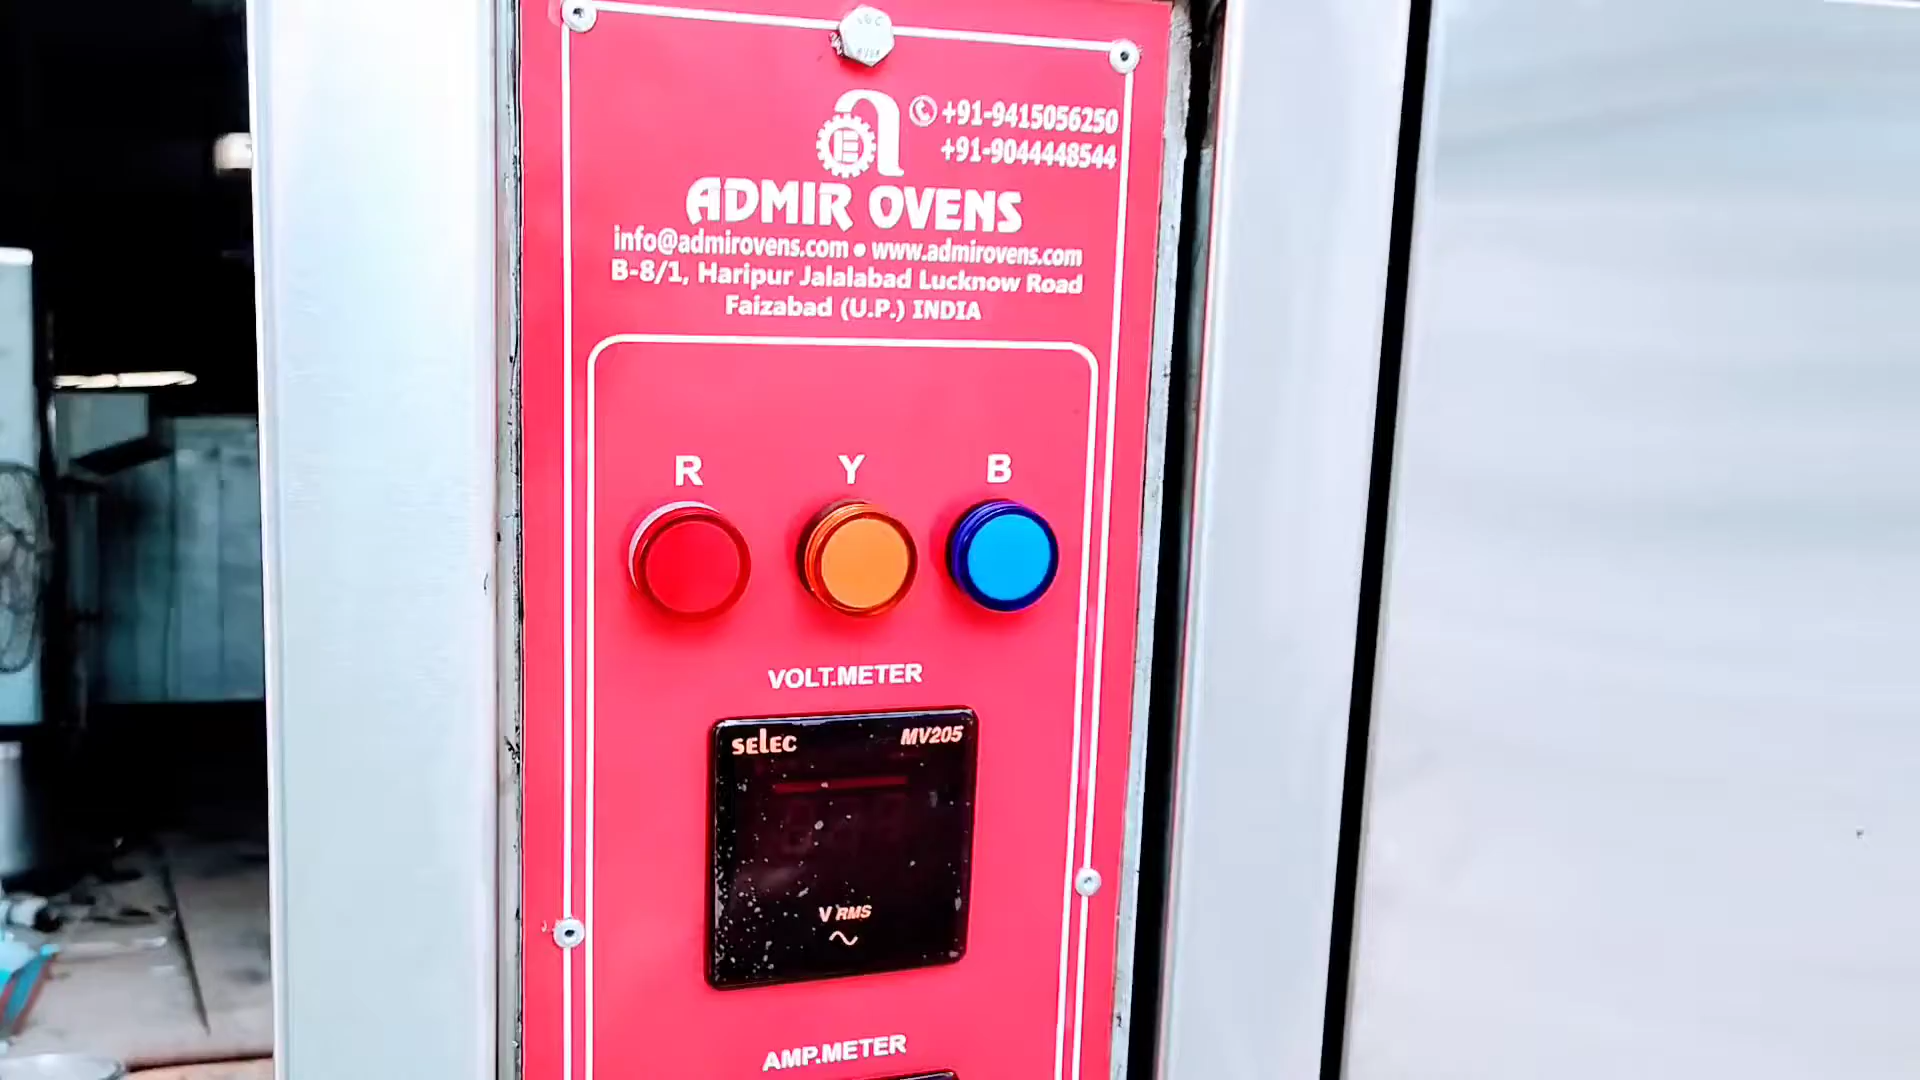 +91-9415056250
+91-9044448544
ADMIR OVENS
info@admirovens.com • www.admirovens.com
B-8/1, Haripur Jalalabad Lucknow Road
Faizabad (U.P.) INDIA
R Y B
VOLT.METER
SELEC MV205
V RMS
AMP.METER